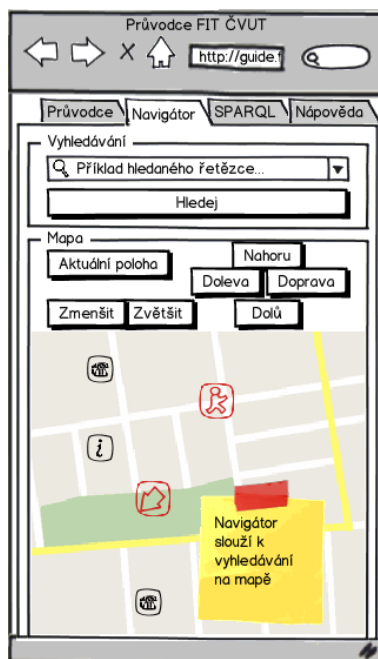 Průvodce FIT ČVUT
http://guide.f
Průvodce Navigátor SPARQL Nápověda
Vyhledávání
Příklad hledaného řetězce...
Hledej
Mapa
Aktuální poloha
Nahoru
Doleva Doprava
Zmenšit Zvětšit Dolů
i
Navigátor
slouží k
vyhledávání
na mapě